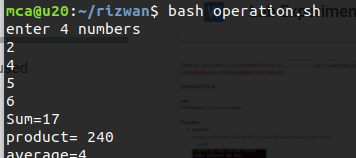 mca@u20:~/rizwan$ bash operation.sh
enter 4 numbers
2
4
5
6
Sum=17
product= 240
average=4